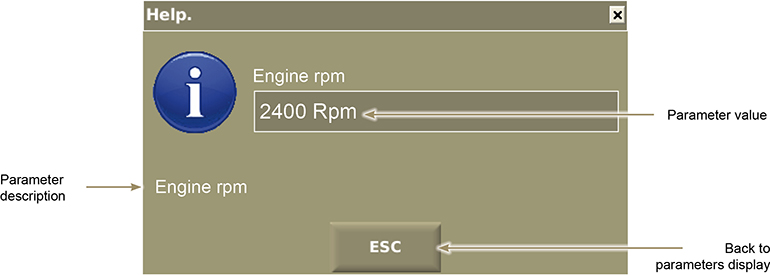 Help.
Engine rpm
2400 Rpm
Parameter value
Parameter
description
Engine rpm
ESC
Back to
parameters display